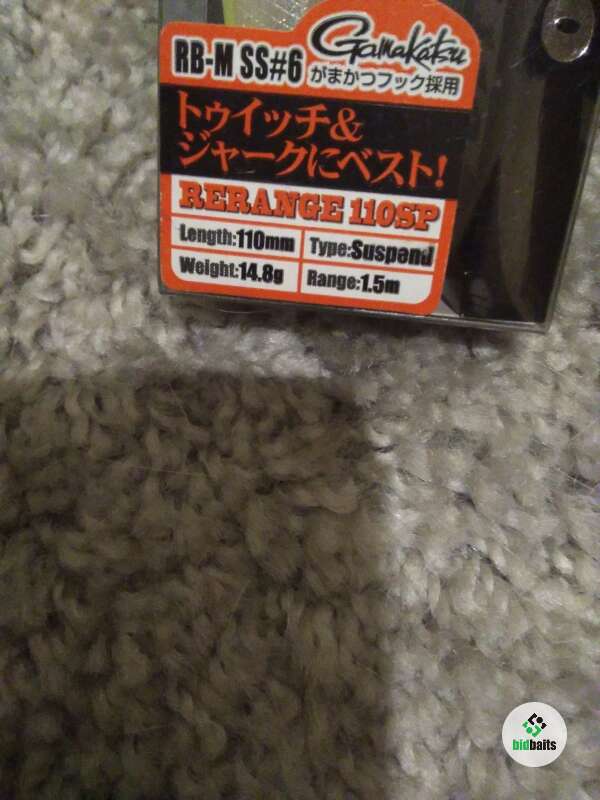 RB-M SS#6 Gamakatsu
がまかつフック採用
トゥイッチ&
ジャークにベスト!
RERANGE 110SP
Length:110mm Type:Suspend
Weight:14.8g Range:1.5m
bidbaits